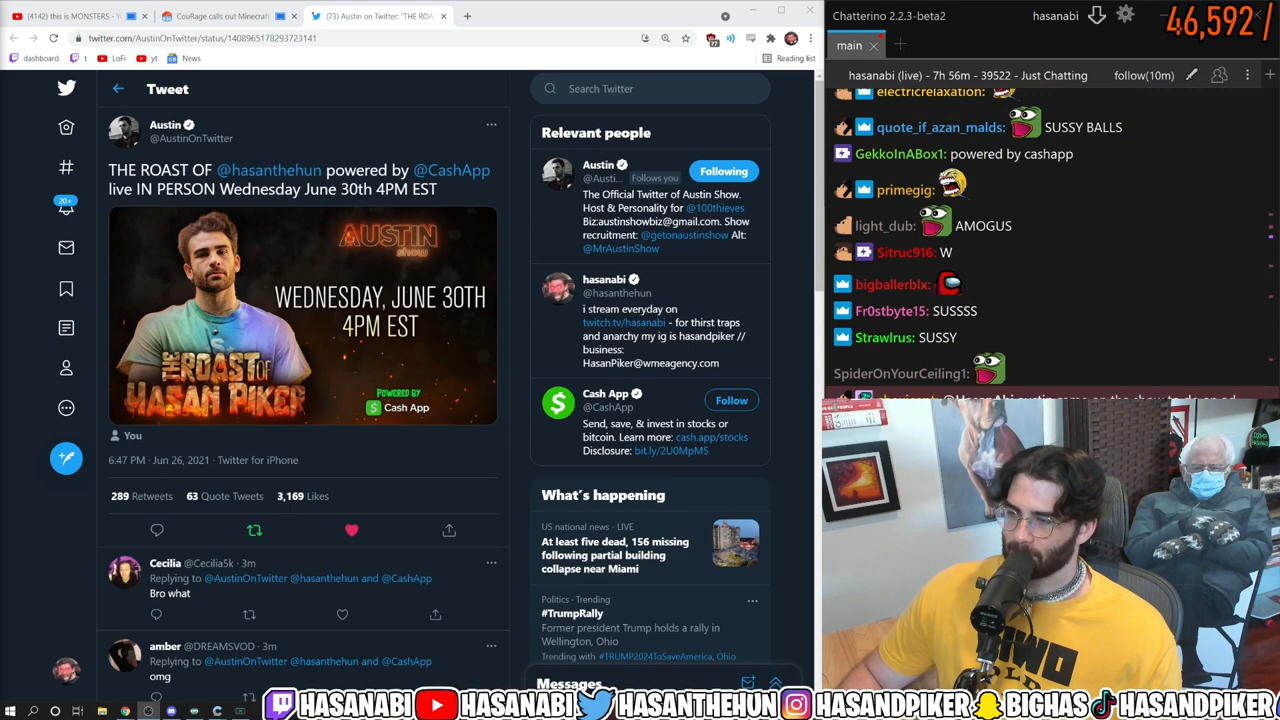 (4142) this is MONSTERS - Y
CouRage calls out Minecraft
(73) Austin on Twitter: "THE ROA
twitter.com/AustinOnTwitter/status/1408965178293723141
dashboard
t
LoFi
yt
News
Reading list
Tweet
Austin
@AustinOnTwitter
THE ROAST OF @hasanthehun powered by @CashApp
live IN PERSON Wednesday June 30th 4PM EST
AUSTIN
show
WEDNESDAY, JUNE 30TH
4PM EST
THE ROAST OF
HASAN PIKER
POWERED BY
Cash App
You
6:47 PM · Jun 26, 2021 · Twitter for iPhone
289 Retweets 63 Quote Tweets 3,169 Likes
Cecilia @Cecilia5k · 3m
Replying to @AustinOnTwitter @hasanthehun and @CashApp
Bro what
amber @DREAMSVOD · 3m
Replying to @AustinOnTwitter @hasanthehun and @CashApp
omg
20+
Search Twitter
Relevant people
Austin
@Austi... Follows you
Following
The Official Twitter of Austin Show.
Host & Personality for @100thieves
Biz:austinshowbiz@gmail.com. Show
recruitment: @getonaustinshow Alt:
@MrAustinShow
hasanabi
@hasanthehun
i stream everyday on
twitch.tv/hasanabi - for thirst traps
and anarchy my ig is hasandpiker //
business:
HasanPiker@wmeagency.com
Cash App
@CashApp
Follow
Send, save, & invest in stocks or
bitcoin. Learn more: cash.app/stocks
Disclosure: bit.ly/2U0MpM5
What's happening
US national news · LIVE
At least five dead, 156 missing
following partial building
collapse near Miami
Politics · Trending
#TrumpRally
Former president Trump holds a rally in
Wellington, Ohio
Trending with #TRUMP2024ToSaveAmerica, Ohio
Messages
Chatterino 2.2.3-beta2
hasanabi
46,592 /
main
hasanabi (live) - 7h 56m - 39522 - Just Chatting
follow(10m)
electricrelaxation:
quote_if_azan_malds: SUSSY BALLS
GekkoInABox1: powered by cashapp
primegig:
light_dub: AMOGUS
Sitruc916: W
bigballerblx:
Fr0stbyte15: SUSSSS
Strawlrus: SUSSY
SpiderOnYourCeiling1:
HASANABI HASANABI HASANTHEHUN HASANDPIKER BIGHAS HASANDPIKER